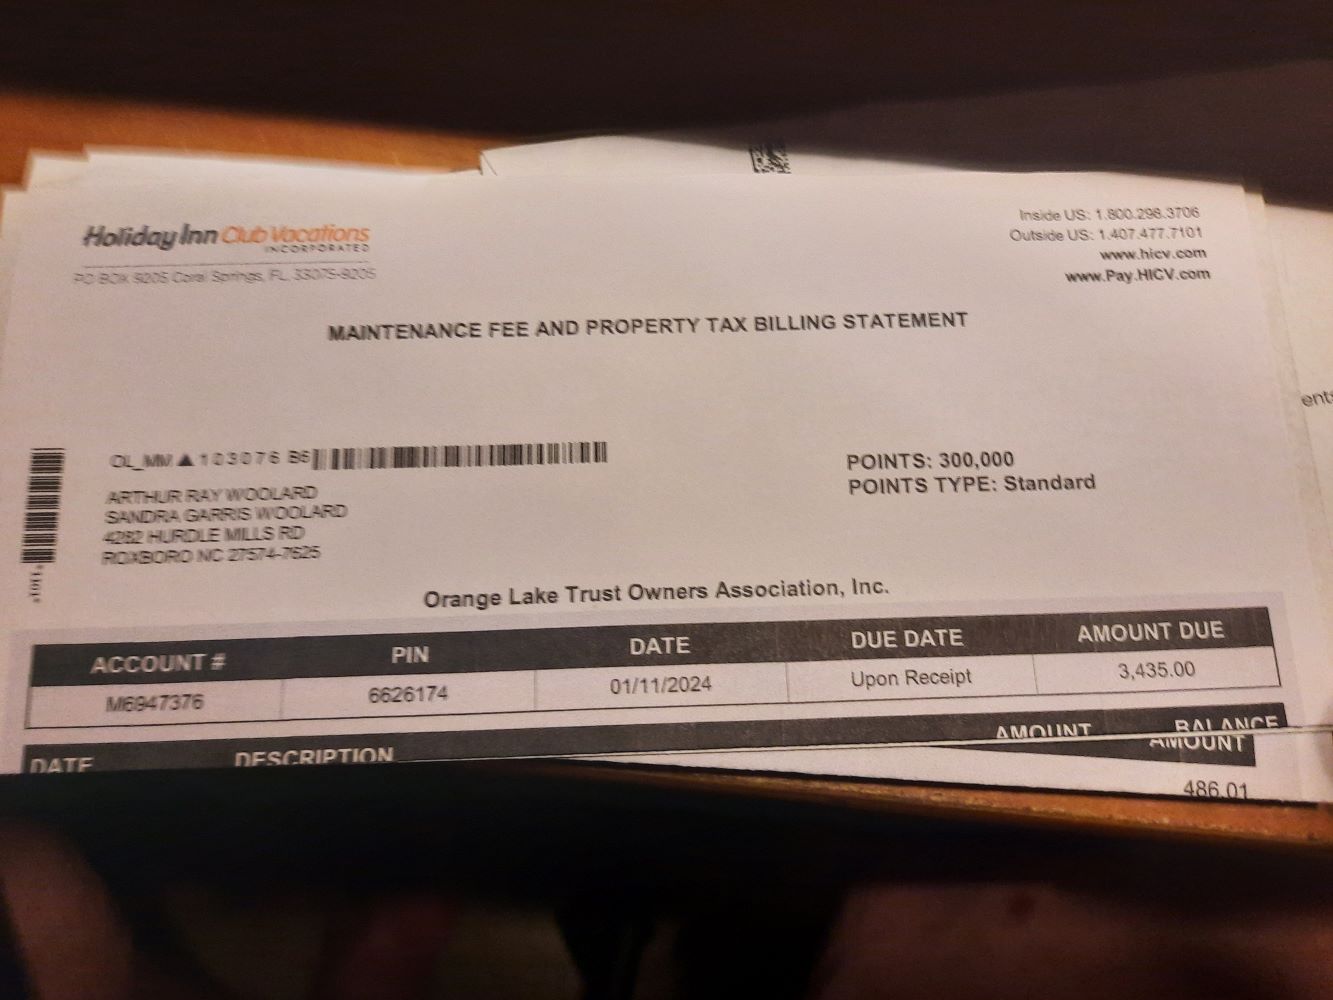 Holiday Inn Club Vacations
INCORPORATED
PO BOX 9205 Coral Springs, FL 33075-9205
Inside US: 1.800.298.3706
Outside US: 1.407.477.7101
www.hicv.com
www.Pay.HICV.com
MAINTENANCE FEE AND PROPERTY TAX BILLING STATEMENT
OL_MM ▲ 103076 B6
ARTHUR RAY WOOLARD
SANDRA GARRIS WOOLARD
4282 HURDLE MILLS RD
ROXBORO NC 27574-7625
*1101*
POINTS: 300,000
POINTS TYPE: Standard
Orange Lake Trust Owners Association, Inc.
ACCOUNT # PIN DATE DUE DATE AMOUNT DUE
M6947376 6626174 01/11/2024 Upon Receipt 3,435.00
BALANCE
DATE DESCRIPTION AMOUNT AMOUNT
486.01